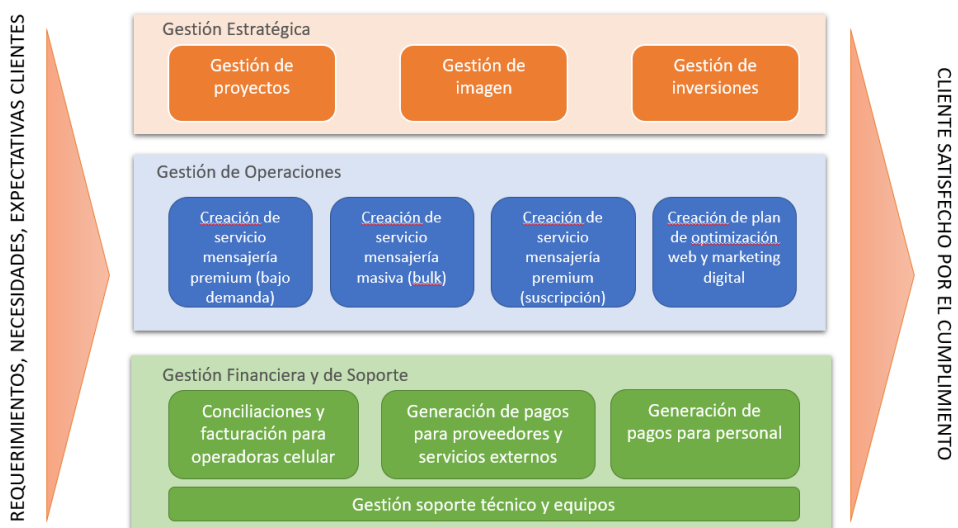 REQUERIMIENTOS, NECESIDADES, EXPECTATIVAS CLIENTES
Gestión Estratégica
Gestión de
proyectos
Gestión de
imagen
Gestión de
inversiones
Gestión de Operaciones
Creación de
servicio
mensajería
premium (bajo
demanda)
Creación de
servicio
mensajería
masiva (bulk)
Creación de
servicio
mensajería
premium
(suscripción)
Creación de plan
de optimización
web y marketing
digital
Gestión Financiera y de Soporte
Conciliaciones y
facturación para
operadoras celular
Generación de pagos
para proveedores y
servicios externos
Generación de
pagos para personal
Gestión soporte técnico y equipos
CLIENTE SATISFECHO POR EL CUMPLIMIENTO